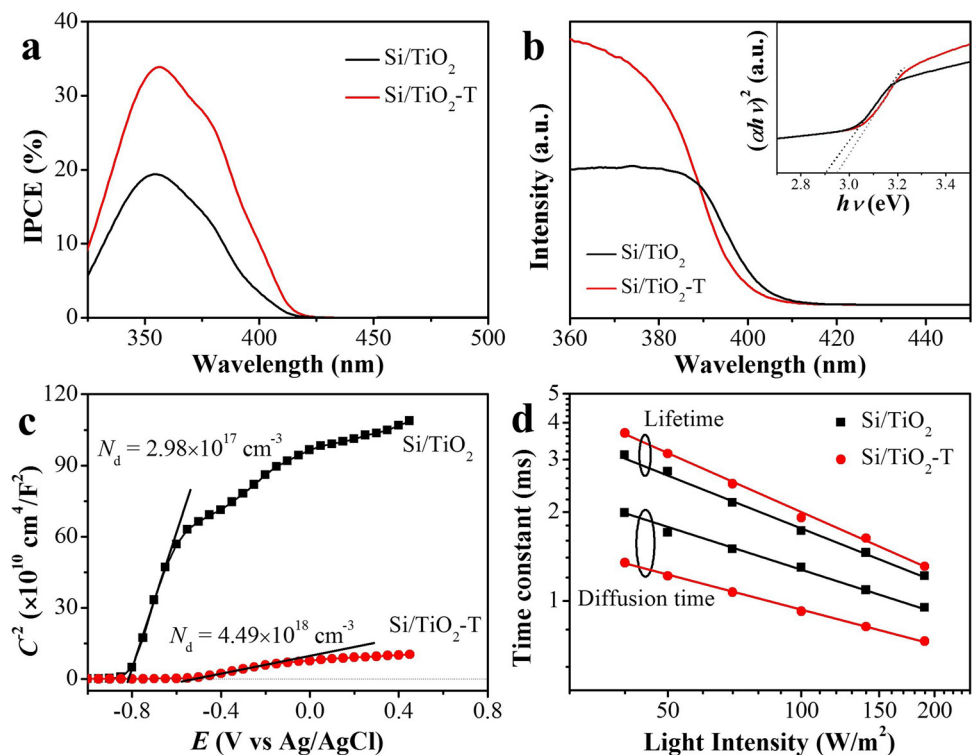 a
Si/TiO₂
Si/TiO₂-T
IPCE (%)
40
30
20
10
0
350
400
450
500
Wavelength (nm)
b
Si/TiO₂
Si/TiO₂-T
Intensity (a.u.)
360
380
400
420
440
Wavelength (nm)
(αhν)² (a.u.)
2.8
3.0
3.2
3.4
hν (eV)
c
N_d = 2.98×10¹⁷ cm⁻³
Si/TiO₂
N_d = 4.49×10¹⁸ cm⁻³
Si/TiO₂-T
C⁻² (×10¹⁰ cm⁴/F²)
120
90
60
30
0
-0.8
-0.4
0.0
0.4
0.8
E (V vs Ag/AgCl)
d
Lifetime
Si/TiO₂
Si/TiO₂-T
Diffusion time
Time constant (ms)
5
4
3
2
1
50
100
150
200
Light Intensity (W/m²)